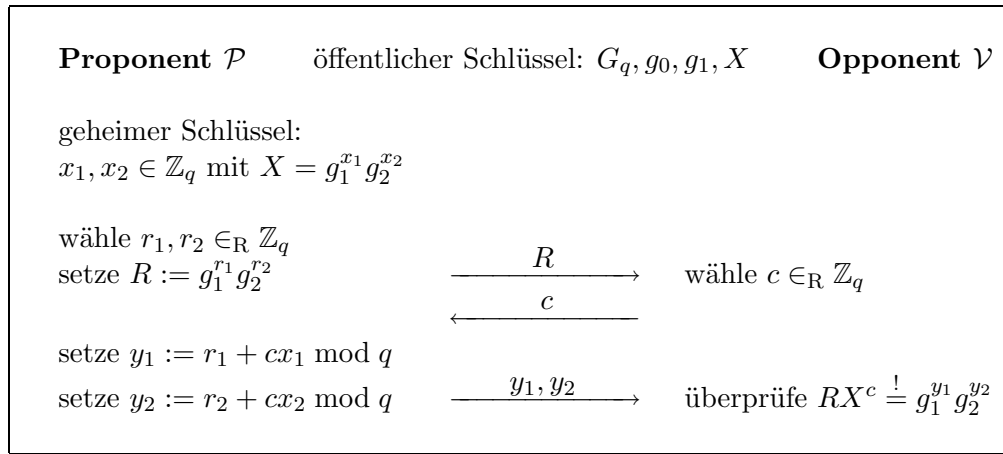 Proponent 𝒫 öffentlicher Schlüssel: G_q, g_0, g_1, X Opponent 𝒱
geheimer Schlüssel:
x_1, x_2 ∈ ℤ_q mit X = g_1^{x_1} g_2^{x_2}
wähle r_1, r_2 ∈_R ℤ_q
setze R := g_1^{r_1} g_2^{r_2} R wähle c ∈_R ℤ_q
c
setze y_1 := r_1 + cx_1 mod q
setze y_2 := r_2 + cx_2 mod q y_1, y_2 überprüfe RX^c =^! g_1^{y_1} g_2^{y_2}